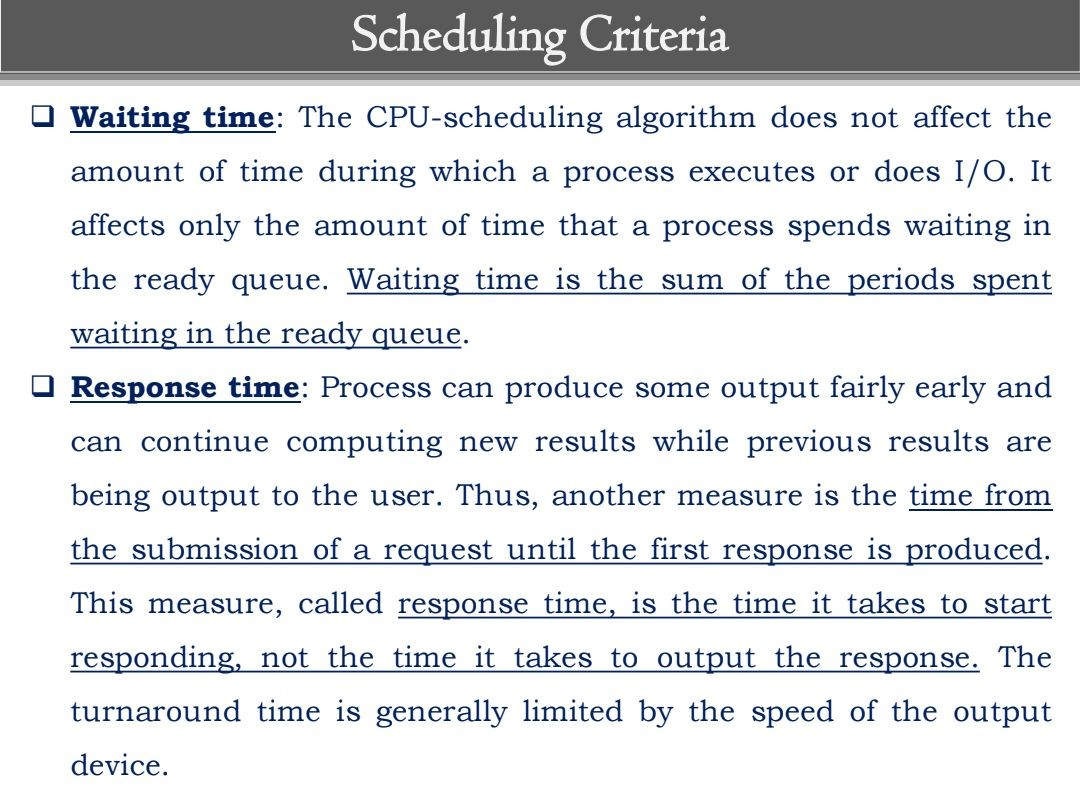 Scheduling Criteria
❑ Waiting time: The CPU-scheduling algorithm does not affect the
amount of time during which a process executes or does I/O. It
affects only the amount of time that a process spends waiting in
the ready queue. Waiting time is the sum of the periods spent
waiting in the ready queue.
❑ Response time: Process can produce some output fairly early and
can continue computing new results while previous results are
being output to the user. Thus, another measure is the time from
the submission of a request until the first response is produced.
This measure, called response time, is the time it takes to start
responding, not the time it takes to output the response. The
turnaround time is generally limited by the speed of the output
device.